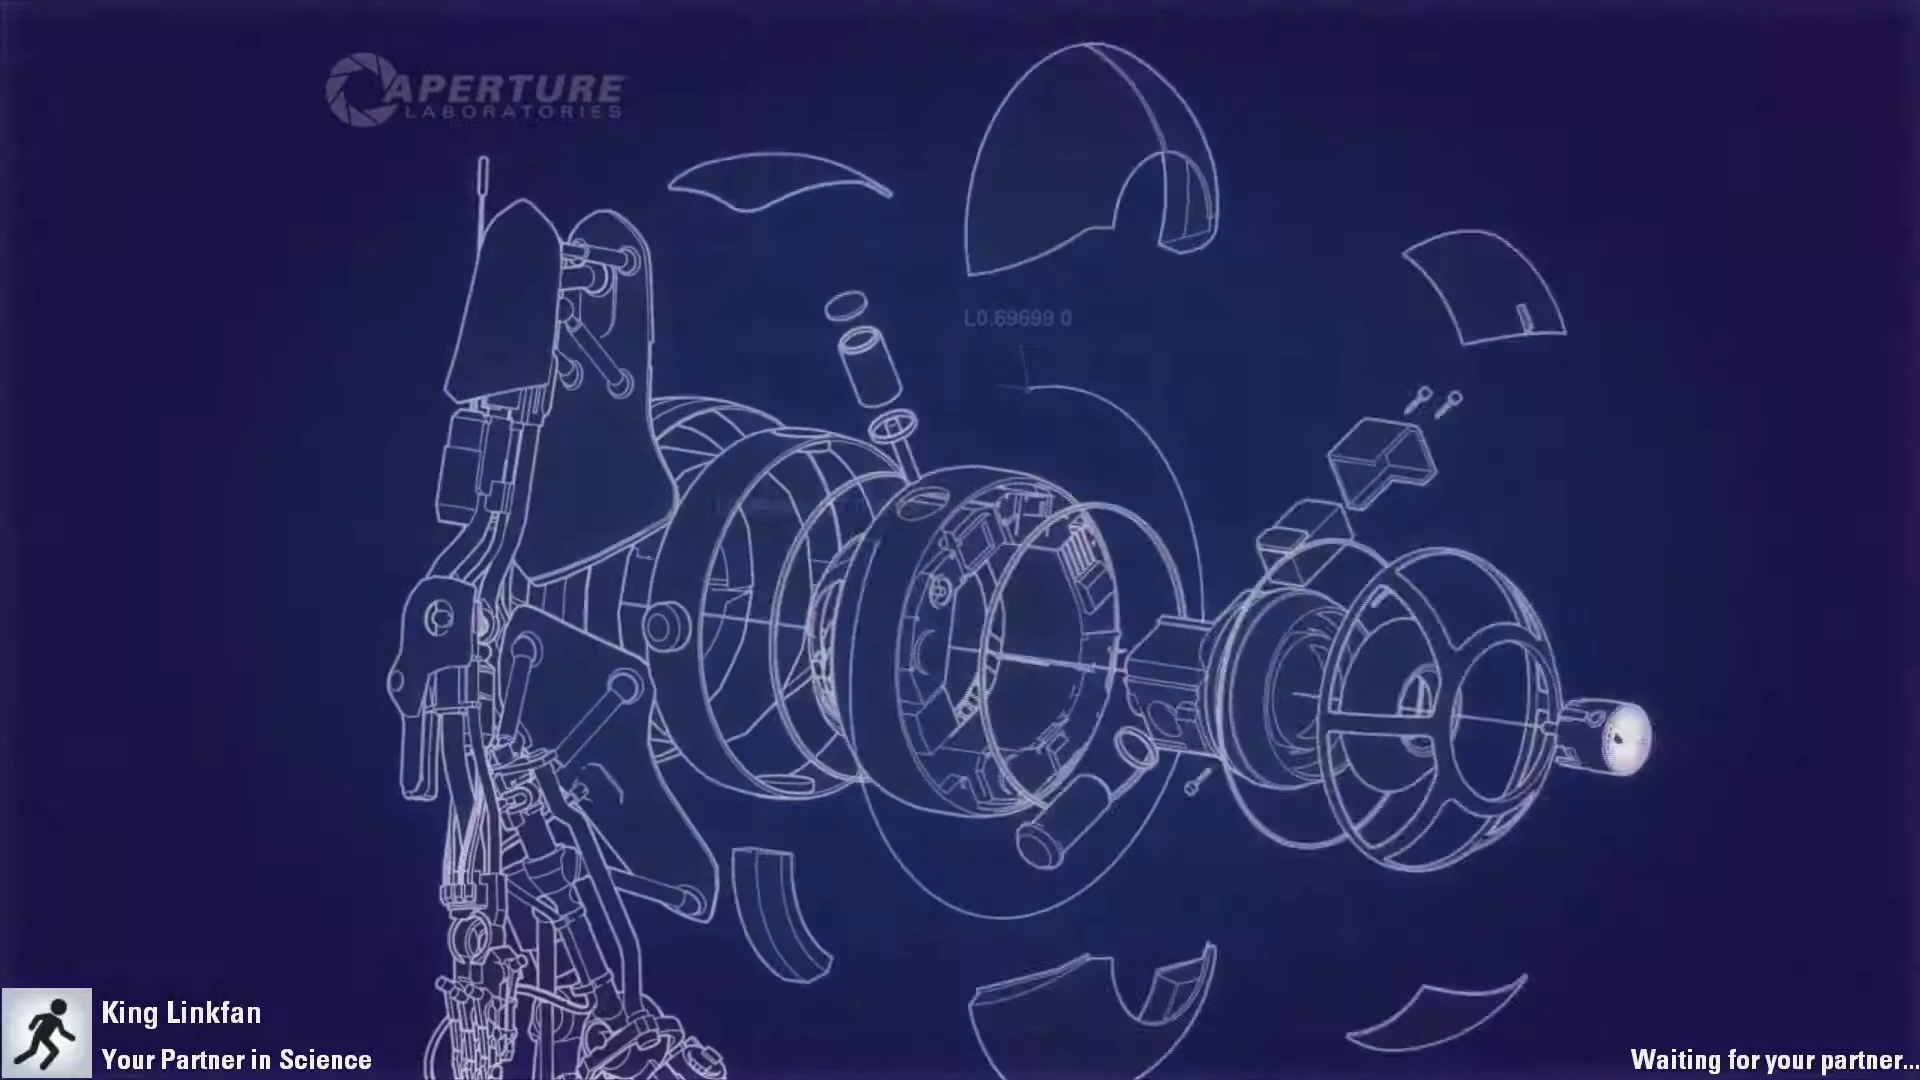 APERTURE
LABORATORIES
L0.69699 0
King Linkfan
Your Partner in Science
Waiting for your partner...